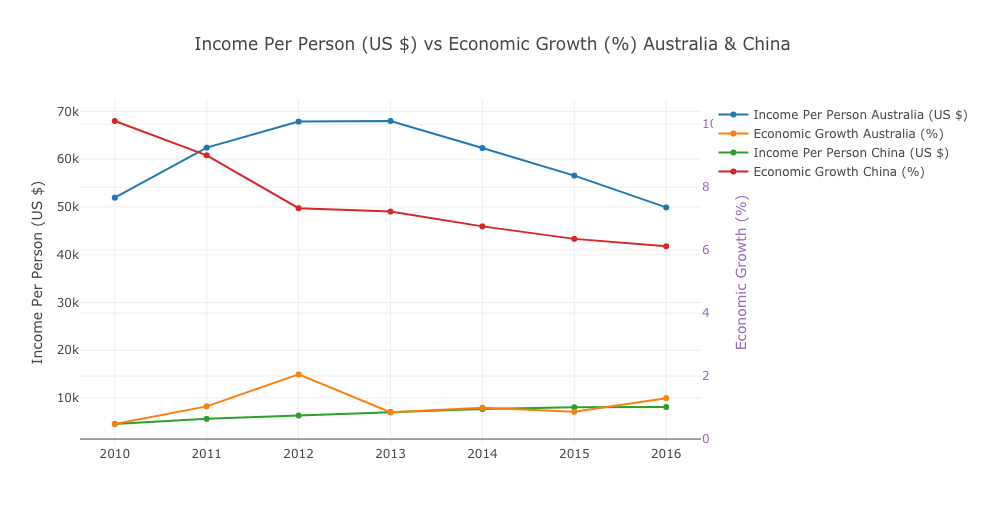 Income Per Person (US $) vs Economic Growth (%) Australia & China
70k
60k
50k
40k
30k
20k
10k
Income Per Person (US $)
2010 2011 2012 2013 2014 2015 2016
10
8
6
4
2
0
Economic Growth (%)
Income Per Person Australia (US $)
Economic Growth Australia (%)
Income Per Person China (US $)
Economic Growth China (%)